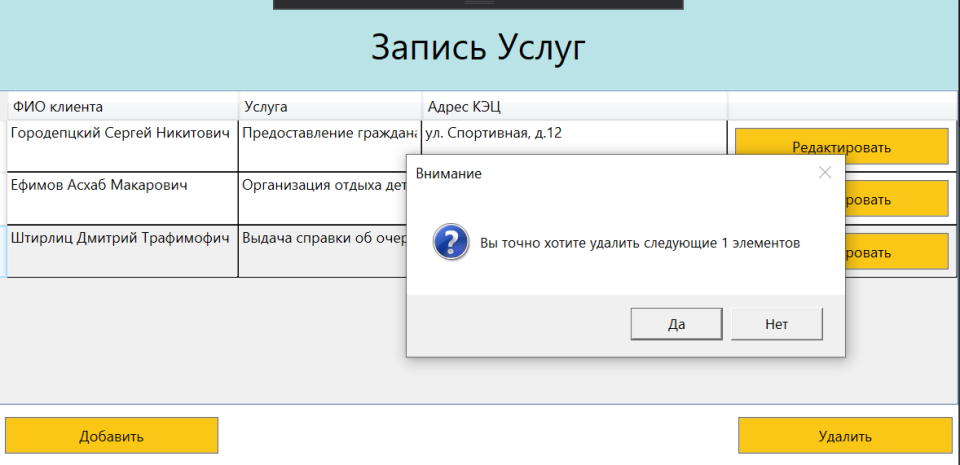 Запись Услуг
ФИО клиента Услуга Адрес КЭЦ
Городепцкий Сергей Никитович Предоставление граждана ул. Спортивная, д.12 Редактировать
Внимание
Ефимов Асхаб Макарович Организация отдыха дет ровать
Штирлиц Дмитрий Трафимофич Выдача справки об очер ровать
Вы точно хотите удалить следующие 1 элементов
Да Нет
Добавить Удалить